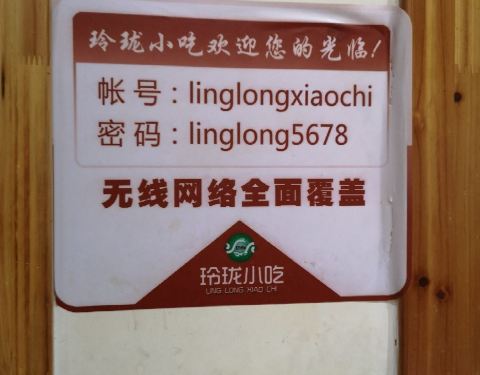 玲珑小吃欢迎您的光临!
帐号:linglongxiaochi
密码:linglong5678
无线网络全面覆盖
玲珑小吃
LING LONG XIAO CHI